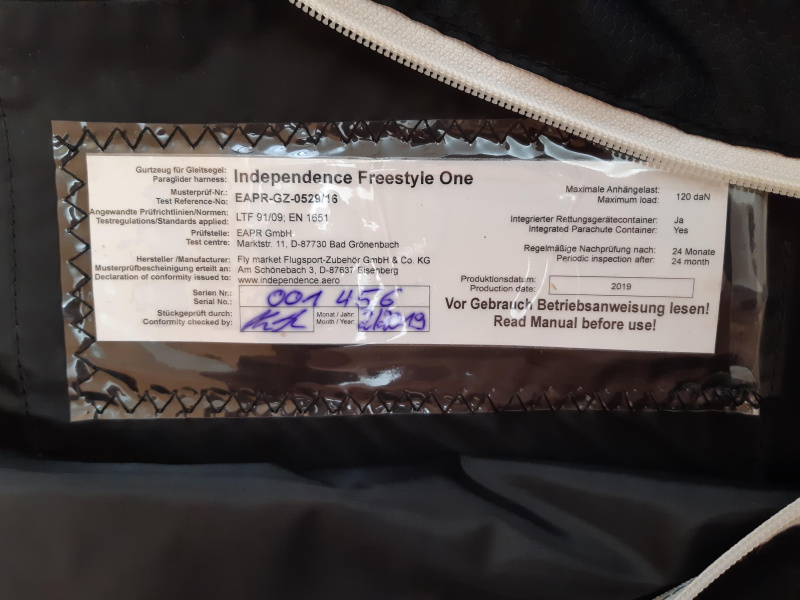 Gurtzeug für Gleitsegel:
Paraglider harness:
Independence Freestyle One
Musterprüf-Nr.:
Test Reference-No:
EAPR-GZ-0529/16
Angewandte Prüfrichtlinien/Normen:
Testregulations/Standards applied:
LTF 91/09; EN 1651
Prüfstelle:
Test centre:
EAPR GmbH
Marktstr. 11, D-87730 Bad Grönenbach
Hersteller /Manufacturer:
Musterprüfbescheinigung erteilt an:
Declaration of conformity issued to:
Fly market Flugsport-Zubehör GmbH & Co. KG
Am Schönebach 3, D-87637 Eisenberg
www.independence.aero
Serien Nr.:
Serial No.:
001 456
Stückgeprüft durch:
Conformity checked by:
Monat / Jahr:
Month / Year:
2/2019
Maximale Anhängelast:
Maximum load:
120 daN
Integrierter Rettungsgerätecontainer:
Integrated Parachute Container:
Ja
Yes
Regelmäßige Nachprüfung nach:
Periodic inspection after:
24 Monate
24 month
Produktionsdatum:
Production date:
2019
Vor Gebrauch Betriebsanweisung lesen!
Read Manual before use!